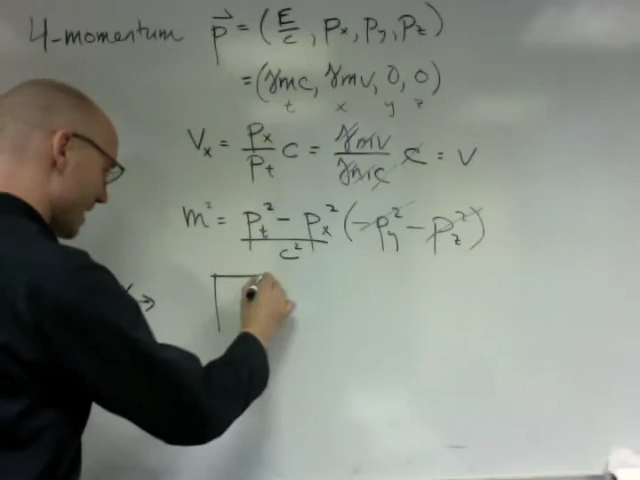 4-momentum p⃗ = (E/c, px, py, pz)
= (γmc, γmv, 0, 0)
t x y z
Vx = px/pt c = γmv/γmc c = v
m² = pt² - px² (-py² - pz²)
c²
→